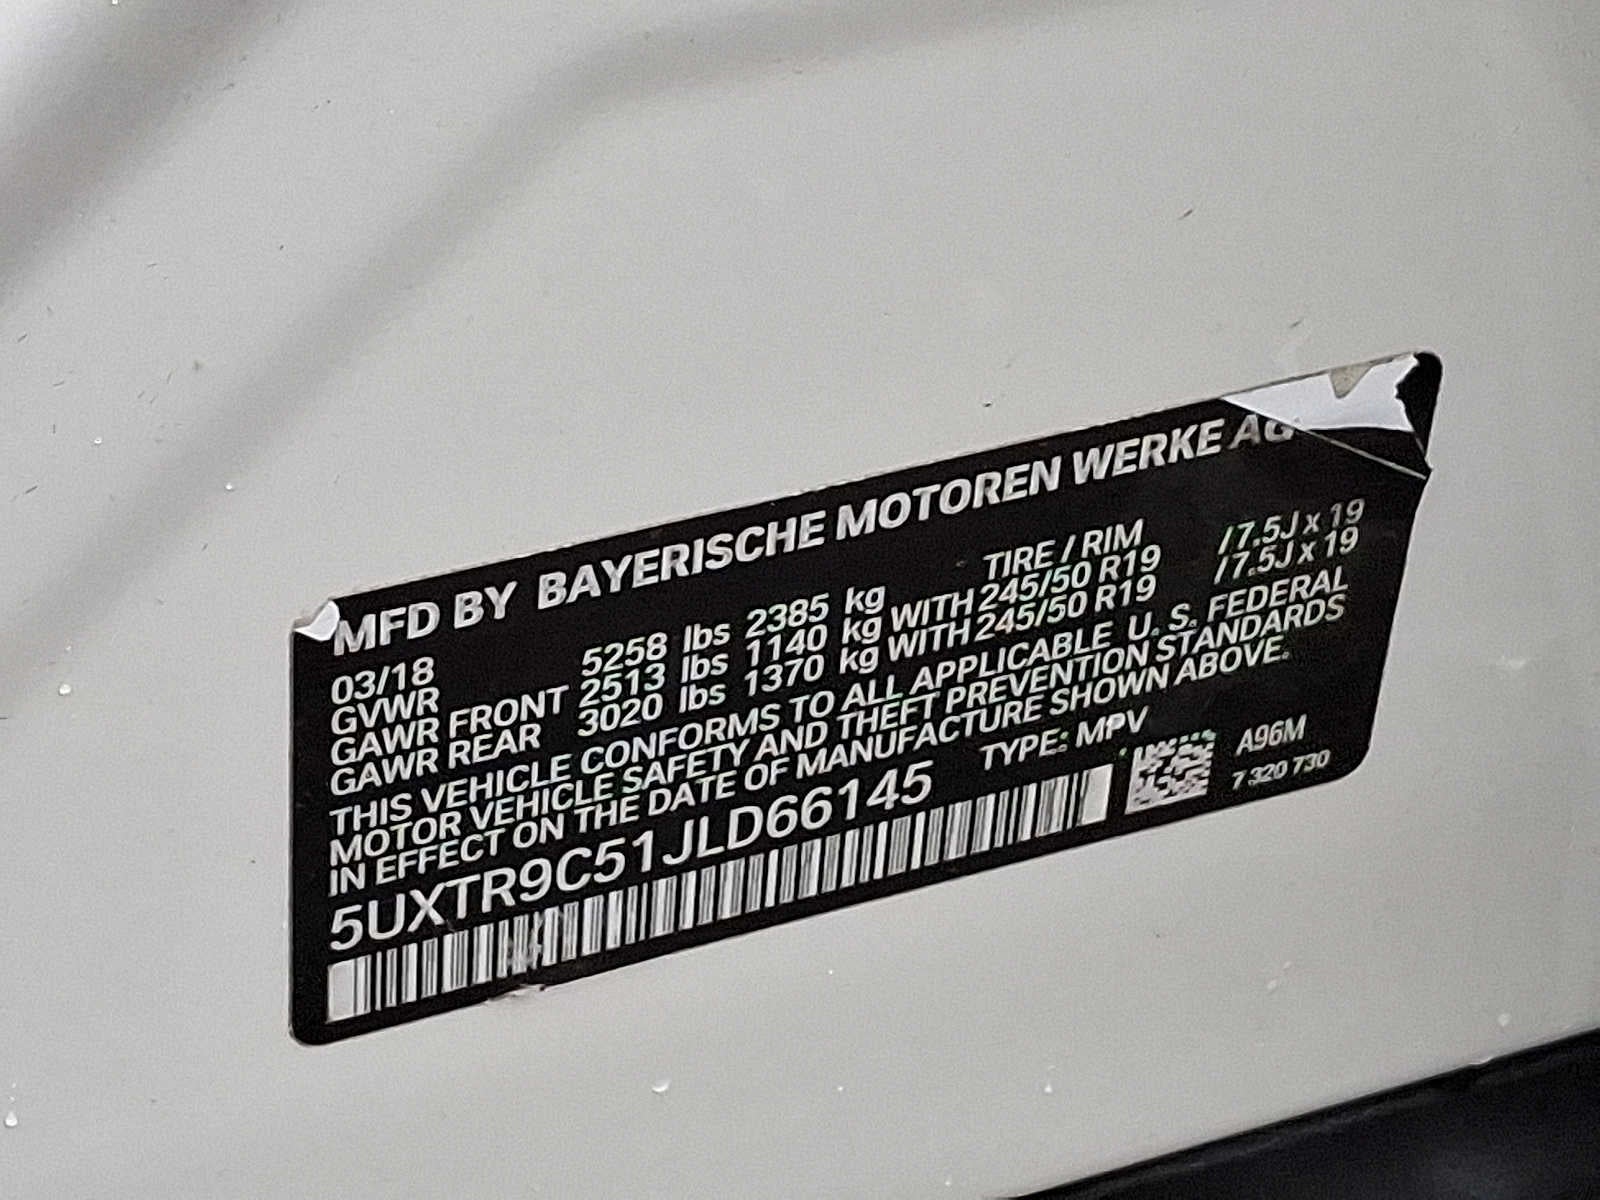 MFD BY BAYERISCHE MOTOREN WERKE AG
03/18 TIRE / RIM
GVWR 5258 lbs 2385 kg
GAWR FRONT 2513 lbs 1140 kg WITH 245/50 R19 / 7.5J x 19
GAWR REAR 3020 lbs 1370 kg WITH 245/50 R19 / 7.5J x 19
THIS VEHICLE CONFORMS TO ALL APPLICABLE U. S. FEDERAL
MOTOR VEHICLE SAFETY AND THEFT PREVENTION STANDARDS
IN EFFECT ON THE DATE OF MANUFACTURE SHOWN ABOVE.
5UXTR9C51JLD66145 TYPE: MPV
A96M
7 320 730